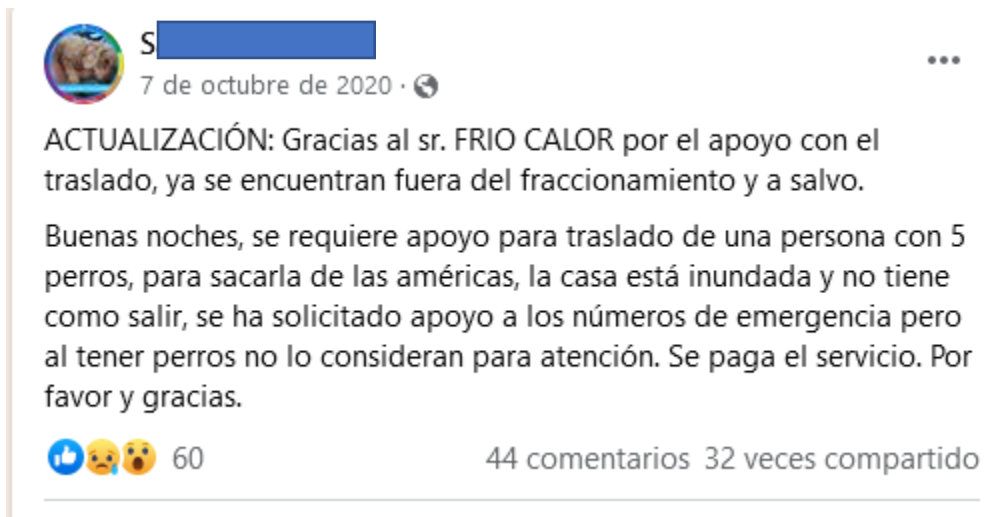 S
7 de octubre de 2020 ·
ACTUALIZACIÓN: Gracias al sr. FRIO CALOR por el apoyo con el
traslado, ya se encuentran fuera del fraccionamiento y a salvo.
Buenas noches, se requiere apoyo para traslado de una persona con 5
perros, para sacarla de las américas, la casa está inundada y no tiene
como salir, se ha solicitado apoyo a los números de emergencia pero
al tener perros no lo consideran para atención. Se paga el servicio. Por
favor y gracias.
60 44 comentarios 32 veces compartido